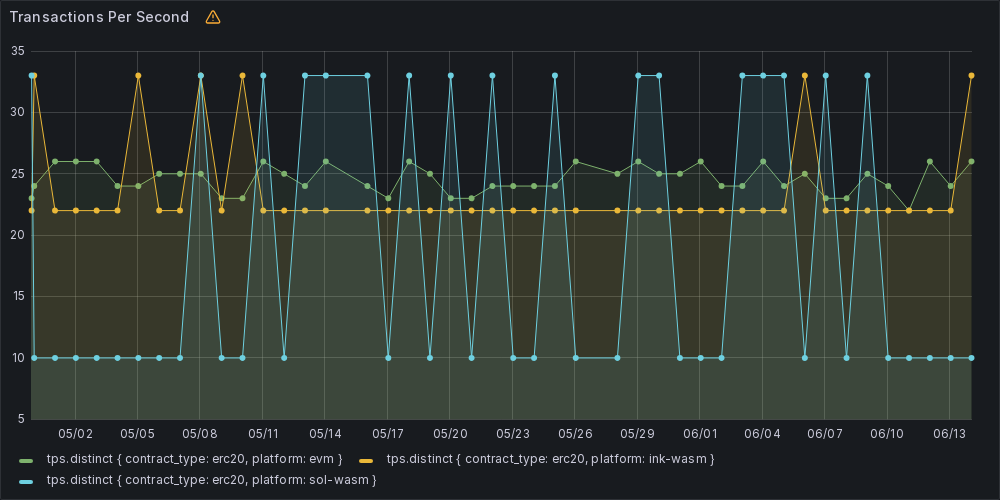 Transactions Per Second
35
30
25
20
15
10
5
05/02 05/05 05/08 05/11 05/14 05/17 05/20 05/23 05/26 05/29 06/01 06/04 06/07 06/10 06/13
tps.distinct { contract_type: erc20, platform: evm } tps.distinct { contract_type: erc20, platform: ink-wasm }
tps.distinct { contract_type: erc20, platform: sol-wasm }